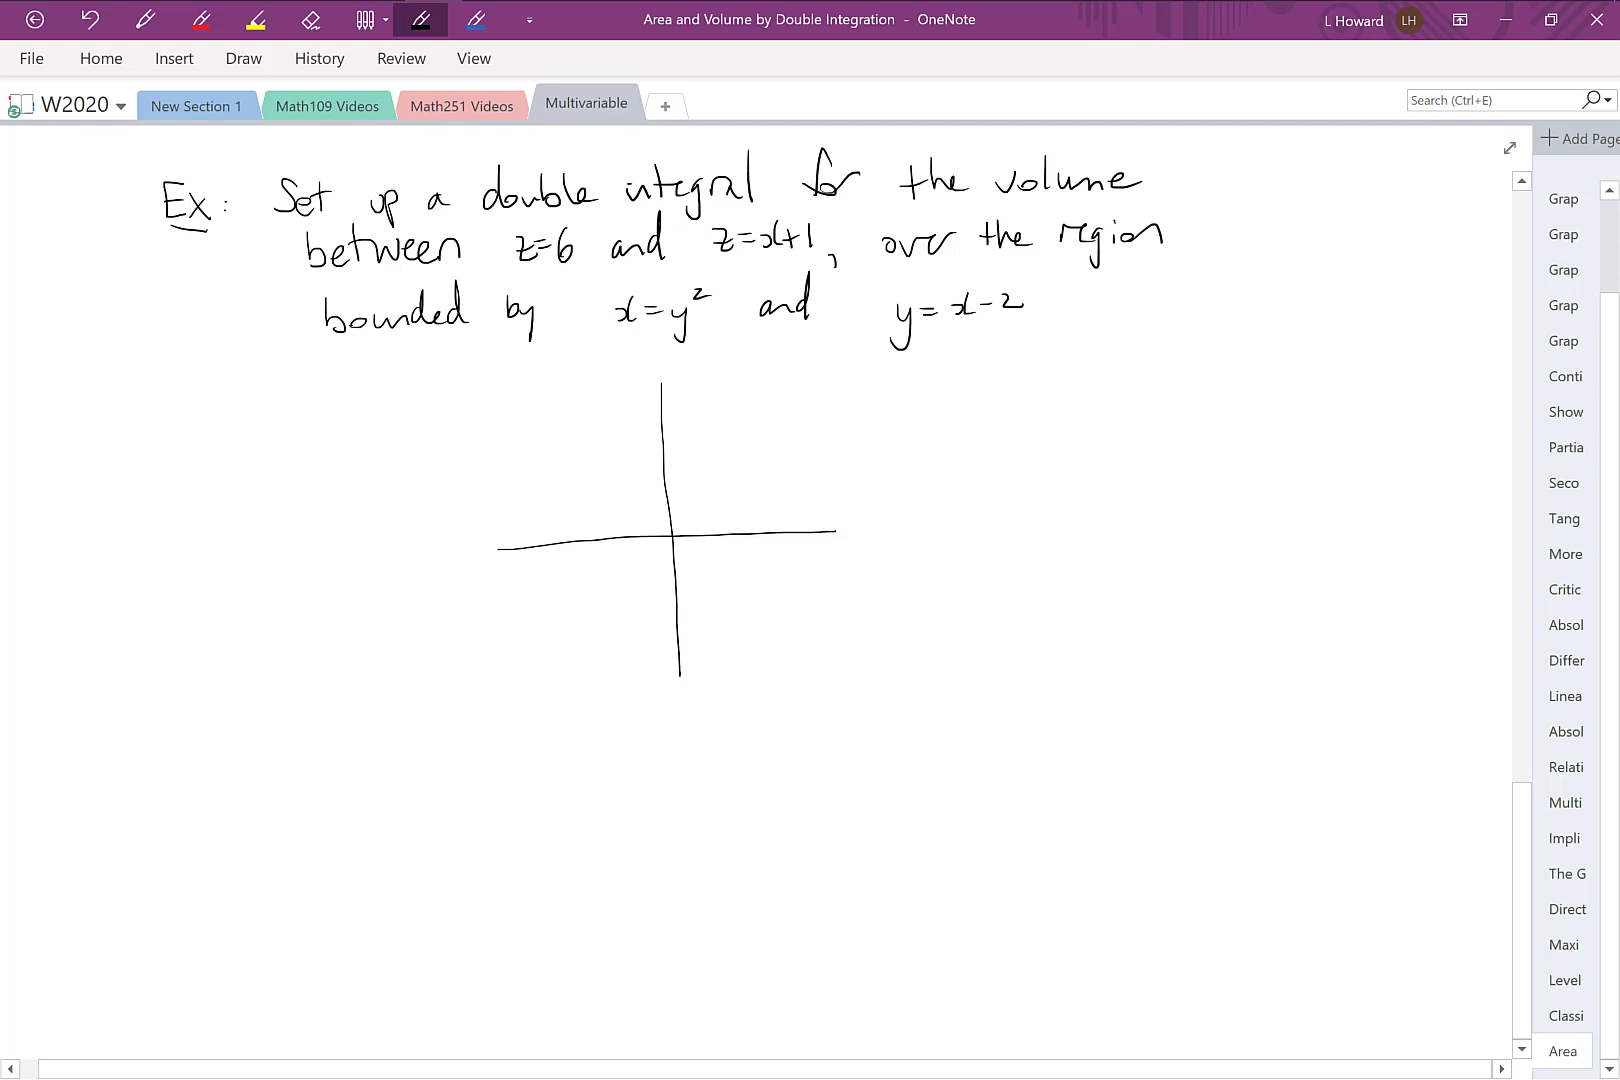 Area and Volume by Double Integration - OneNote
L Howard LH
File Home Insert Draw History Review View
W2020 New Section 1 Math109 Videos Math251 Videos Multivariable
Search (Ctrl+E)
Add Page
Ex: Set up a double integral for the volume
between z=6 and z=x+1, over the region
bounded by x=y² and y=x-2
Grap
Grap
Grap
Grap
Grap
Conti
Show
Partia
Seco
Tang
More
Critic
Absol
Differ
Linea
Absol
Relati
Multi
Impli
The G
Direct
Maxi
Level
Classi
Area